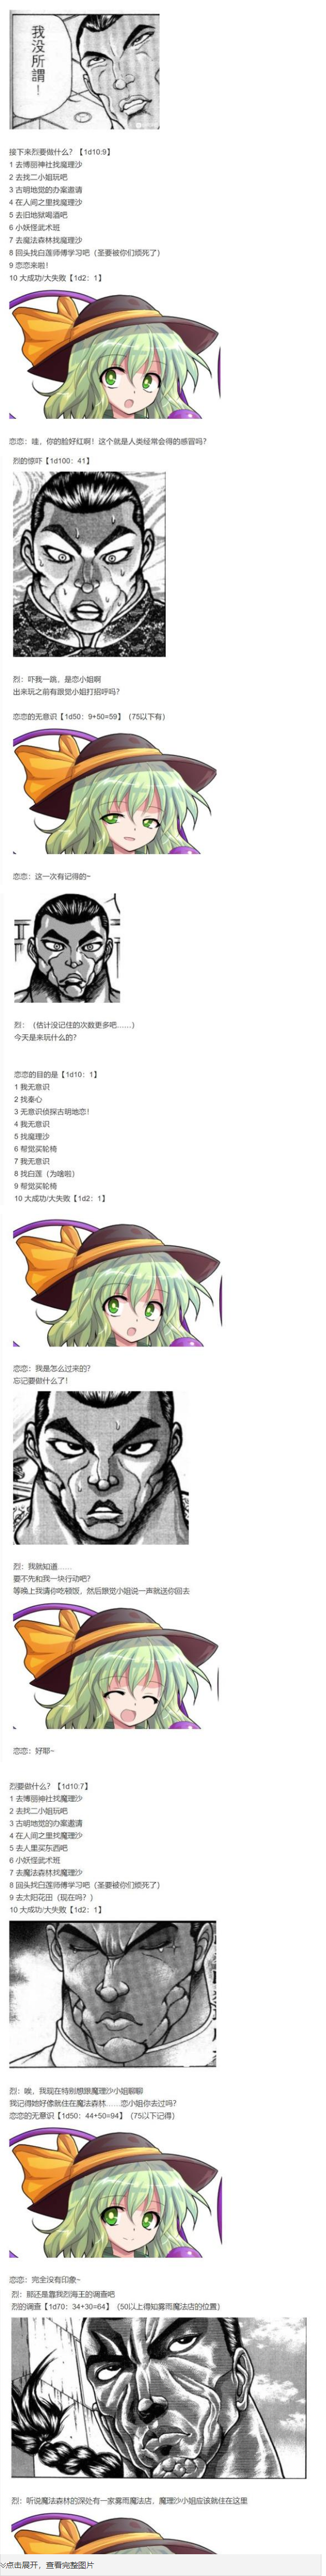 我没所謂！
接下来烈要做什么？【1d10:9】
1 去博丽神社找魔理沙
2 去找二小姐玩吧
3 古明地觉的办案邀请
4 在人间之里找魔理沙
5 去旧地狱喝酒吧
6 小妖怪武术班
7 去魔法森林找魔理沙
8 回头找白莲师傅学习吧（圣要被你们烦死了）
9 恋恋来啦！
10 大成功/大失败【1d2：1】
恋恋：哇，你的脸好红啊！这个就是人类经常会得的感冒吗？
烈的惊吓【1d100：41】
烈：吓我一跳，是恋小姐啊
出来玩之前有跟觉小姐打招呼吗？
恋恋的无意识【1d50：9+50=59】（75以下有）
恋恋：这一次有记得的~
烈：（估计没记住的次数更多吧……）
今天是来玩什么的？
恋恋的目的是【1d10：1】
1 我无意识
2 找秦心
3 无意识侦探古明地恋！
4 我无意识
5 找魔理沙
6 帮觉买轮椅
7 我无意识
8 找白莲（为啥啦）
9 帮觉买轮椅
10 大成功/大失败【1d2：1】
恋恋：我是怎么过来的？
忘记要做什么了！
烈：我就知道……
要不先和我一块行动吧？
等晚上我请你吃顿饭，然后跟觉小姐说一声就送你回去
恋恋：好耶~
烈要做什么？【1d10:7】
1 去博丽神社找魔理沙
2 去找二小姐玩吧
3 古明地觉的办案邀请
4 在人间之里找魔理沙
5 去人里买东西吧
6 小妖怪武术班
7 去魔法森林找魔理沙
8 回头找白莲师傅学习吧（圣要被你们烦死了）
9 去太阳花田（现在吗？）
10 大成功/大失败【1d2：1】
烈：唉，我现在特别想跟魔理沙小姐聊聊
我记得她好像就住在魔法森林……恋小姐你去过吗？
恋恋的无意识【1d50：44+50=94】（75以下记得）
恋恋：完全没有印象~
烈：那还是靠我烈海王的调查吧
烈的调查【1d70：34+30=64】（50以上得知雾雨魔法店的位置）
烈：听说魔法森林的深处有一家雾雨魔法店，魔理沙小姐应该就住在这里
点击展开，查看完整图片